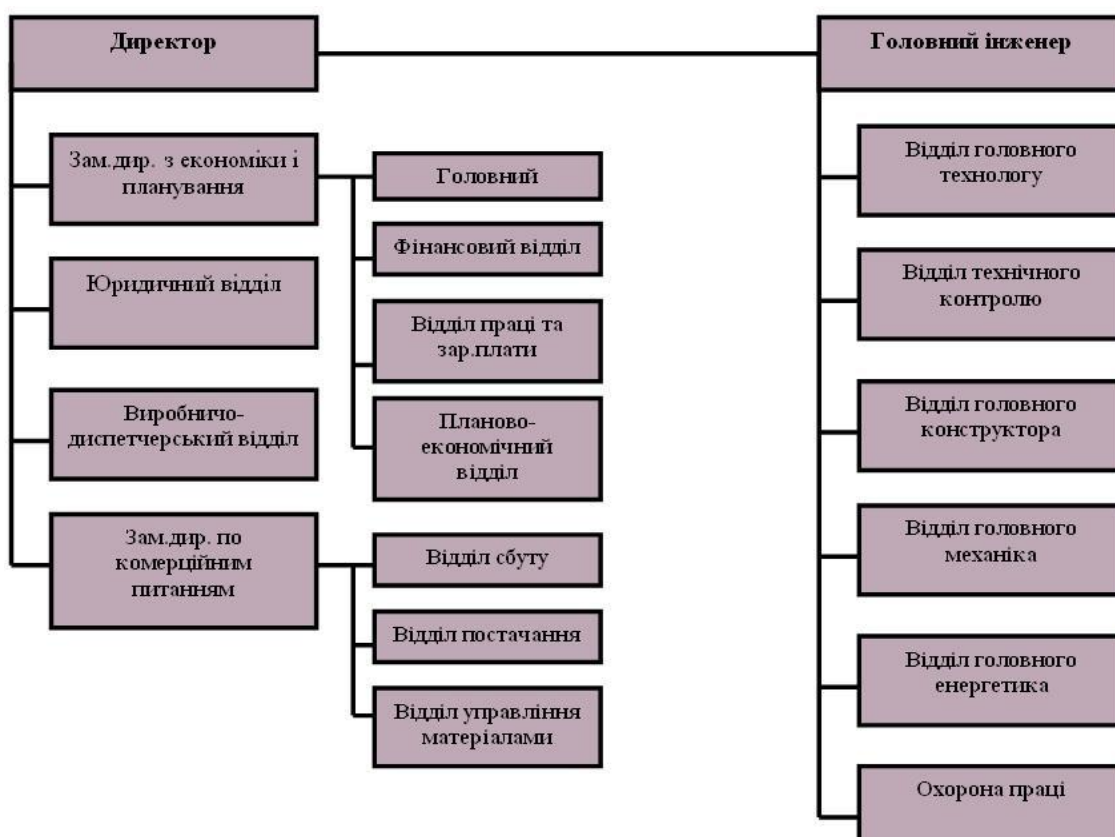 Директор
Головний інженер
Зам.дир. з економіки і
планування
Головний
Відділ головного
технологу
Фінансовий відділ
Юридичний відділ
Відділ технічного
контролю
Відділ праці та
зар.плати
Виробничо-
диспетчерський відділ
Планово-
економічний
відділ
Відділ головного
конструктора
Зам.дир. по
комерційним
питанням
Відділ сбуту
Відділ головного
механіка
Відділ постачання
Відділ головного
енергетика
Відділ управління
матеріалами
Охорона праці